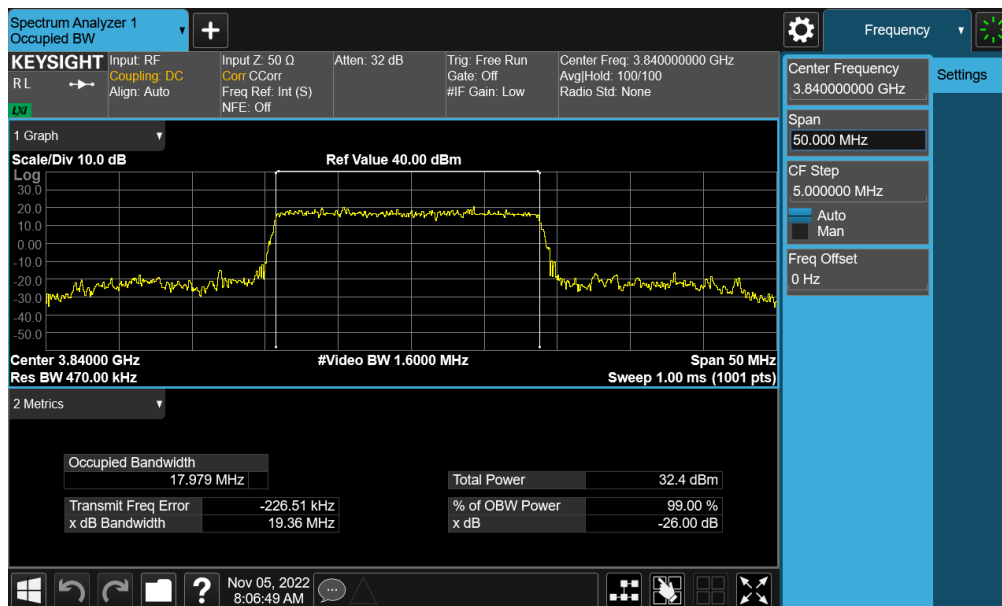 Spectrum Analyzer 1
Occupied BW
+
Frequency
KEYSIGHT
Input: RF
Input Z: 50 Ω
Atten: 32 dB
Trig: Free Run
Center Freq: 3.840000000 GHz
R L
Coupling: DC
Corr CCorr
Gate: Off
Avg|Hold: 100/100
Align: Auto
Freq Ref: Int (S)
#IF Gain: Low
Radio Std: None
LXI
NFE: Off
Center Frequency
3.840000000 GHz
Settings
Span
50.000 MHz
CF Step
5.000000 MHz
Auto
Man
Freq Offset
0 Hz
1 Graph
Scale/Div 10.0 dB
Ref Value 40.00 dBm
Log
30.0
20.0
10.0
0.00
-10.0
-20.0
-30.0
-40.0
-50.0
Center 3.84000 GHz
#Video BW 1.6000 MHz
Span 50 MHz
Res BW 470.00 kHz
Sweep 1.00 ms (1001 pts)
2 Metrics
Occupied Bandwidth
17.979 MHz
Total Power
32.4 dBm
Transmit Freq Error
-226.51 kHz
% of OBW Power
99.00 %
x dB Bandwidth
19.36 MHz
x dB
-26.00 dB
?
Nov 05, 2022
8:06:49 AM